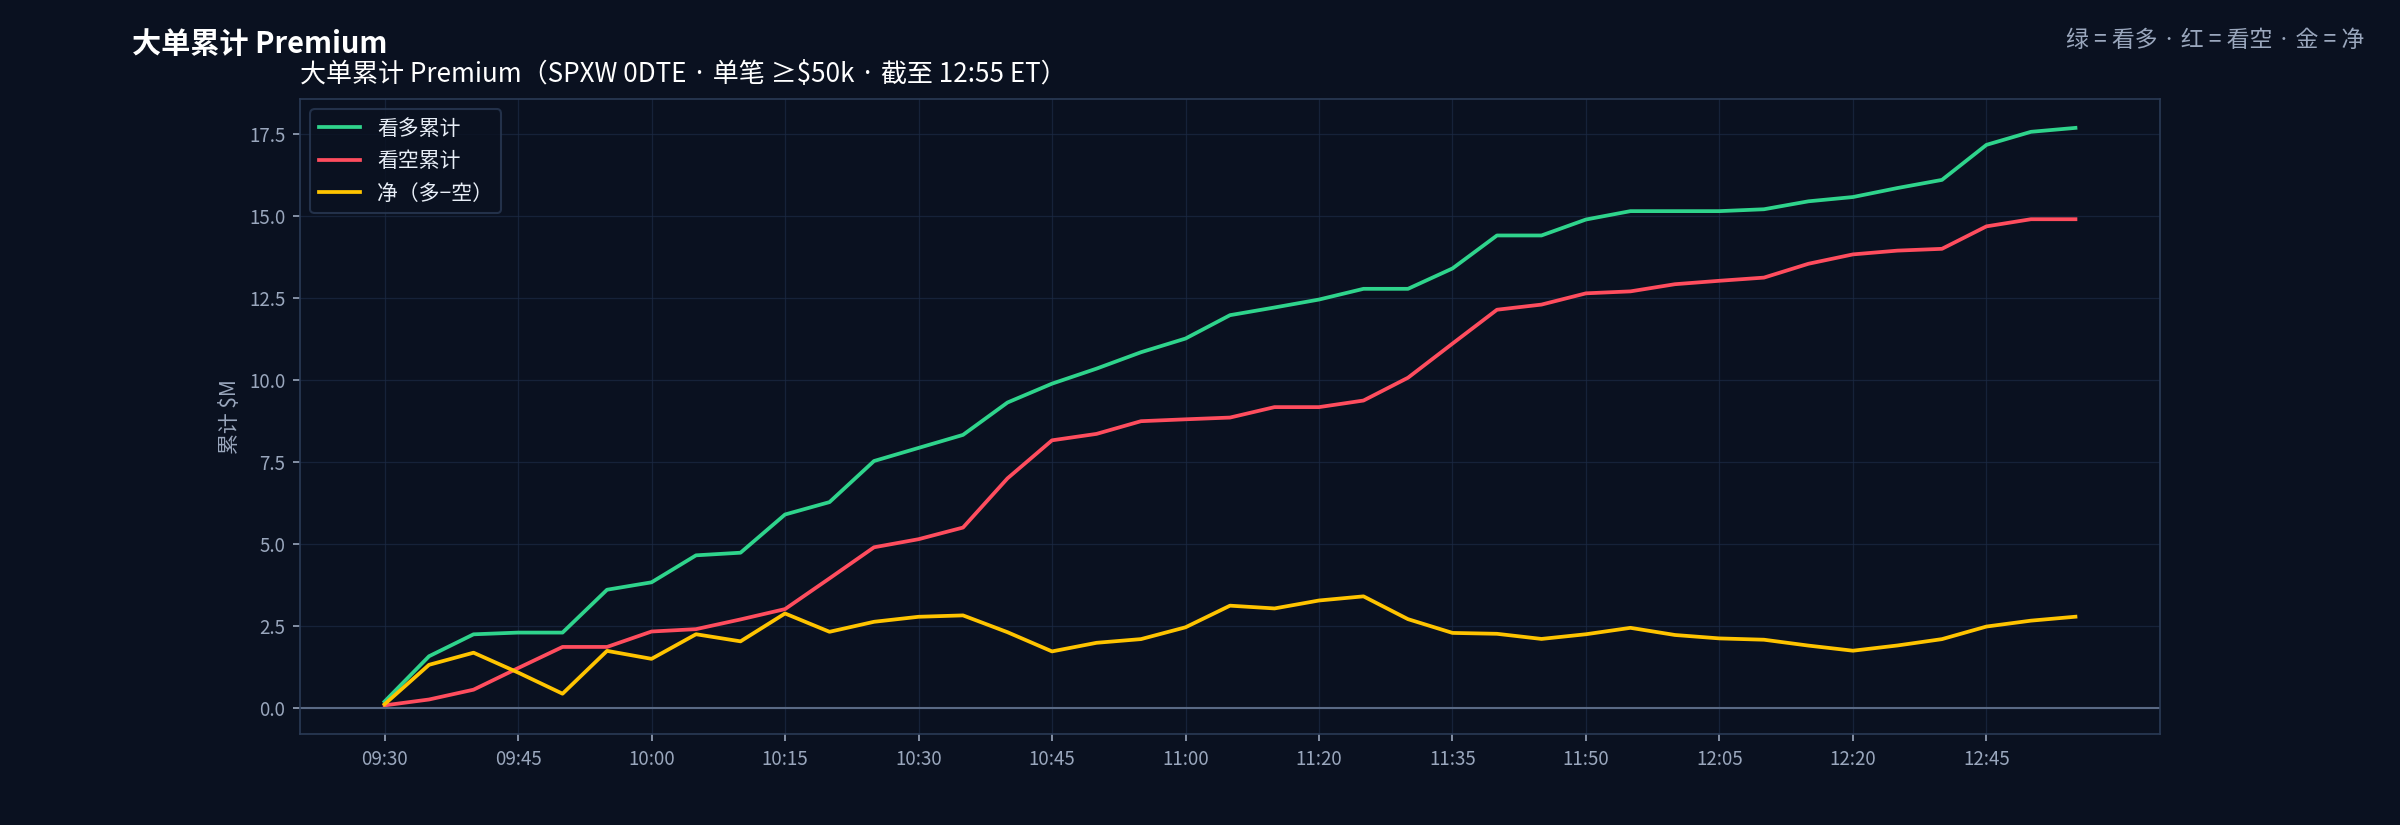 大单累计 Premium
绿 = 看多 · 红 = 看空 · 金 = 净
大单累计 Premium（SPXW 0DTE · 单笔 ≥$50k · 截至 12:55 ET）
看多累计
看空累计
净（多−空）
累计 $M
17.5
15.0
12.5
10.0
7.5
5.0
2.5
0.0
09:30 09:45 10:00 10:15 10:30 10:45 11:00 11:20 11:35 11:50 12:05 12:20 12:45